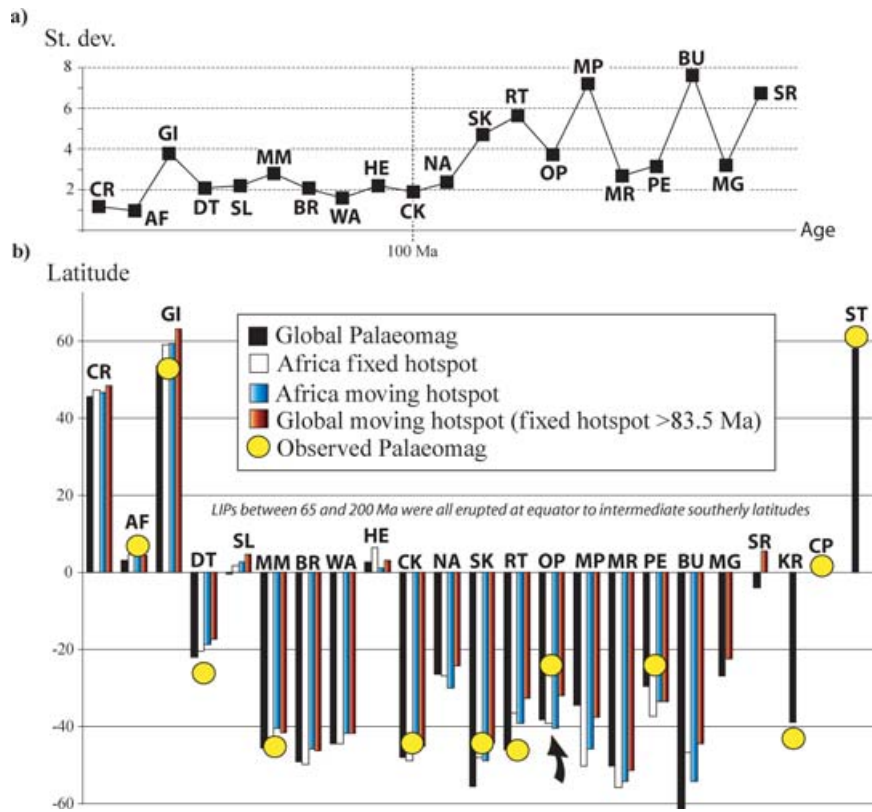 a)
St. dev.
8
6
4
2
CR
AF
GI
DT
SL
MM
BR
WA
HE
CK
NA
SK
RT
OP
MP
MR
PE
BU
MG
SR
Age
100 Ma
b)
Latitude
60
40
20
0
-20
-40
-60
Global Palaeomag
Africa fixed hotspot
Africa moving hotspot
Global moving hotspot (fixed hotspot >83.5 Ma)
Observed Palaeomag
LIPs between 65 and 200 Ma were all erupted at equator to intermediate southerly latitudes
CR
AF
GI
DT
SL
MM
BR
WA
HE
CK
NA
SK
RT
OP
MP
MR
PE
BU
MG
SR
KR
CP
ST